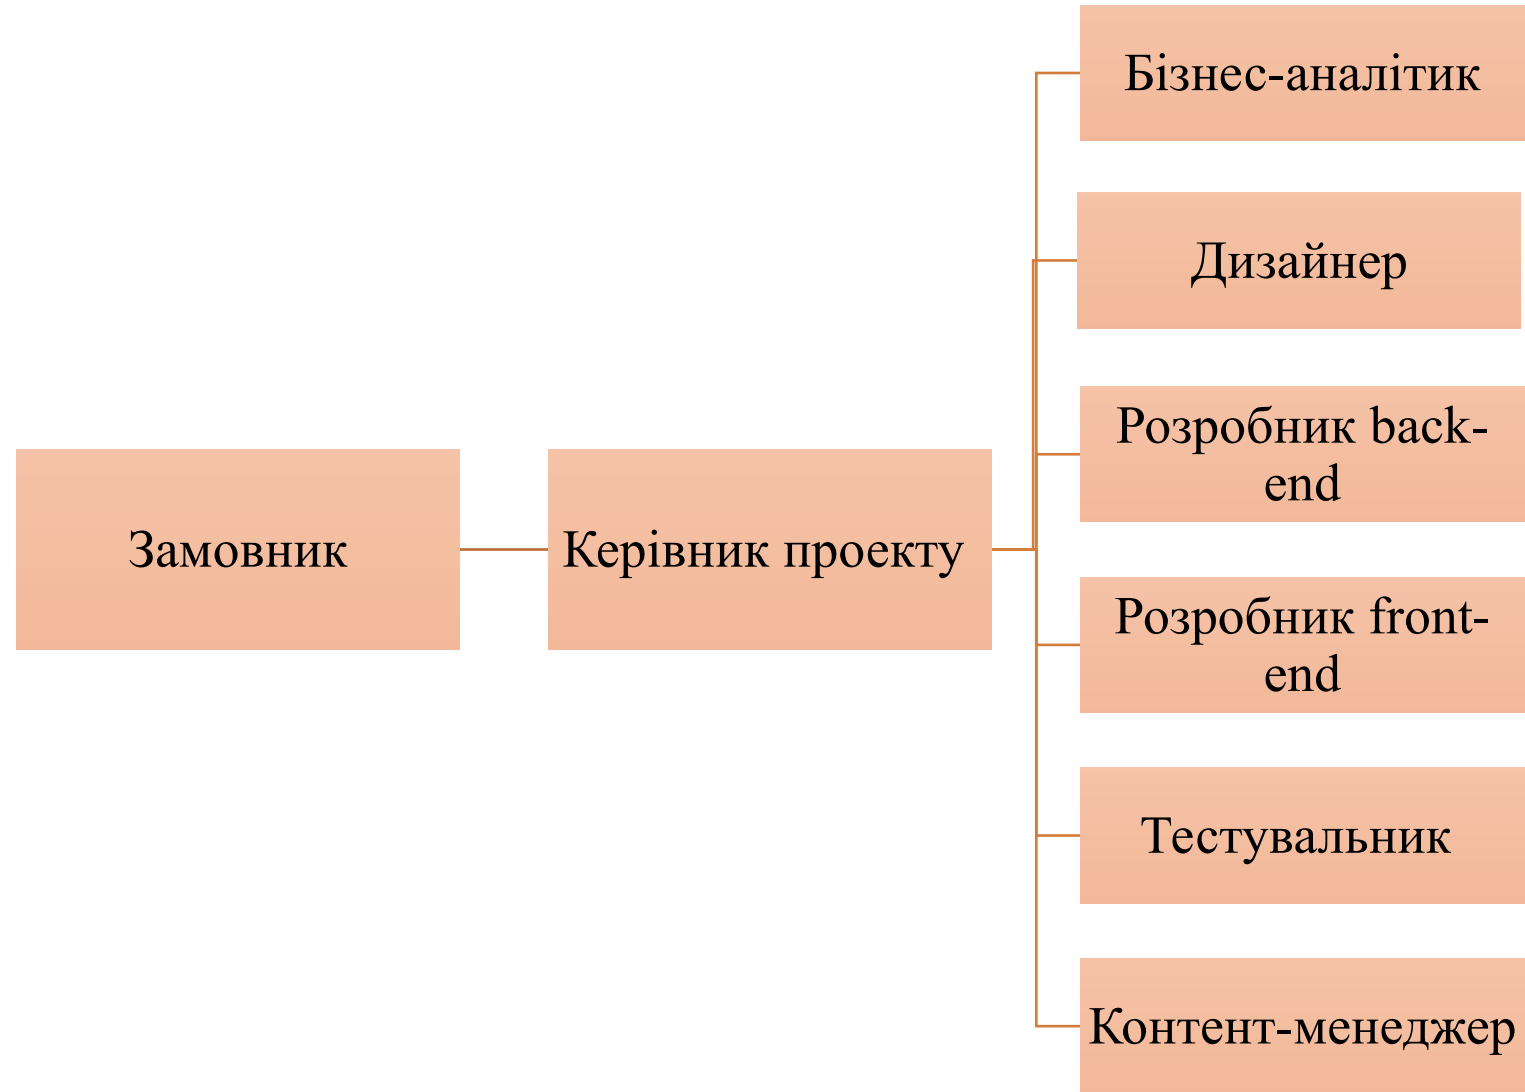 Бізнес-аналітик
Дизайнер
Розробник back-
end
Замовник
Керівник проекту
Розробник front-
end
Тестувальник
Контент-менеджер